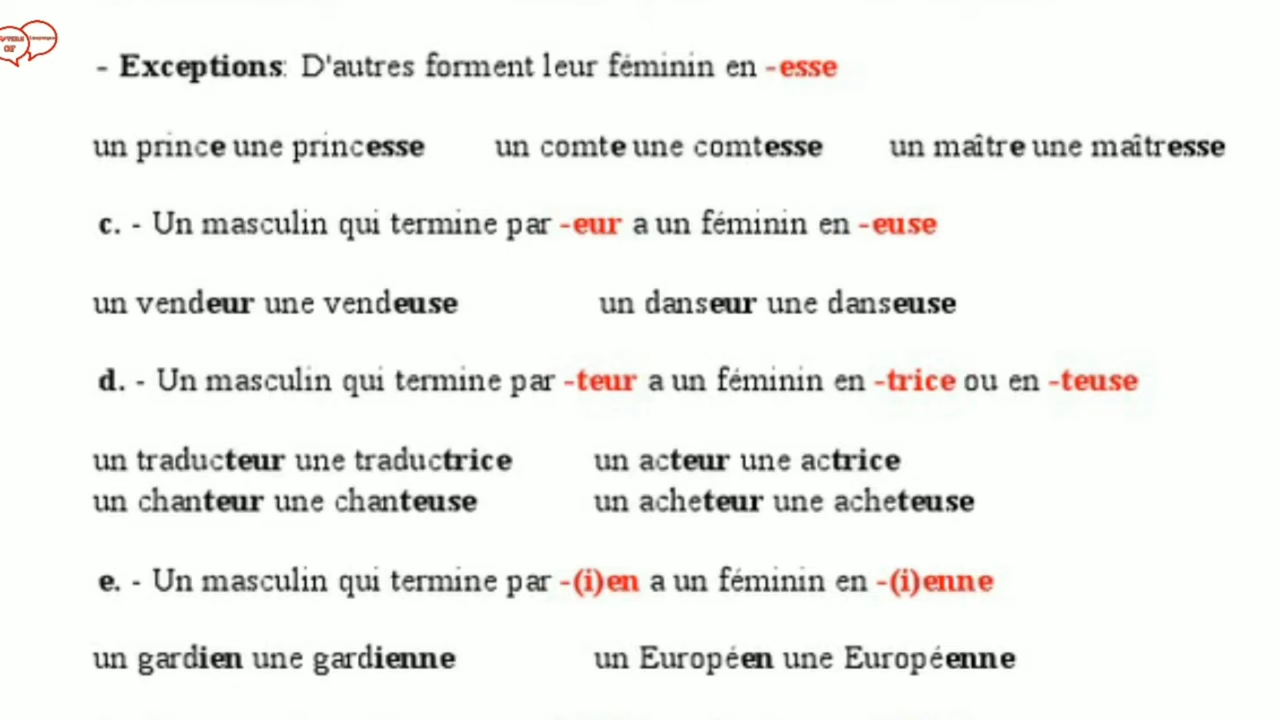 - Exceptions: D'autres forment leur féminin en -esse
un prince une princesse un comte une comtesse un maître une maîtresse
c. - Un masculin qui termine par -eur a un féminin en -euse
un vendeur une vendeuse un danseur une danseuse
d. - Un masculin qui termine par -teur a un féminin en -trice ou en -teuse
un traducteur une traductrice un acteur une actrice
un chanteur une chanteuse un acheteur une acheteuse
e. - Un masculin qui termine par -(i)en a un féminin en -(i)enne
un gardien une gardienne un Européen une Européenne